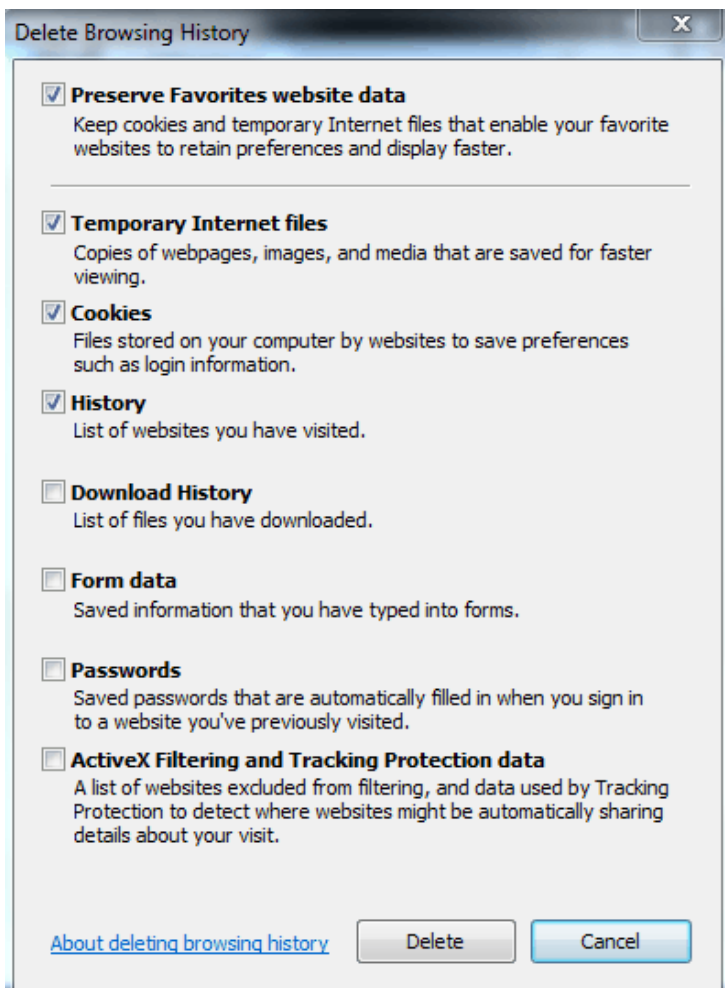 Delete Browsing History
Preserve Favorites website data
Keep cookies and temporary Internet files that enable your favorite
websites to retain preferences and display faster.
Temporary Internet files
Copies of webpages, images, and media that are saved for faster
viewing.
Cookies
Files stored on your computer by websites to save preferences
such as login information.
History
List of websites you have visited.
Download History
List of files you have downloaded.
Form data
Saved information that you have typed into forms.
Passwords
Saved passwords that are automatically filled in when you sign in
to a website you've previously visited.
ActiveX Filtering and Tracking Protection data
A list of websites excluded from filtering, and data used by Tracking
Protection to detect where websites might be automatically sharing
details about your visit.
About deleting browsing history Delete Cancel